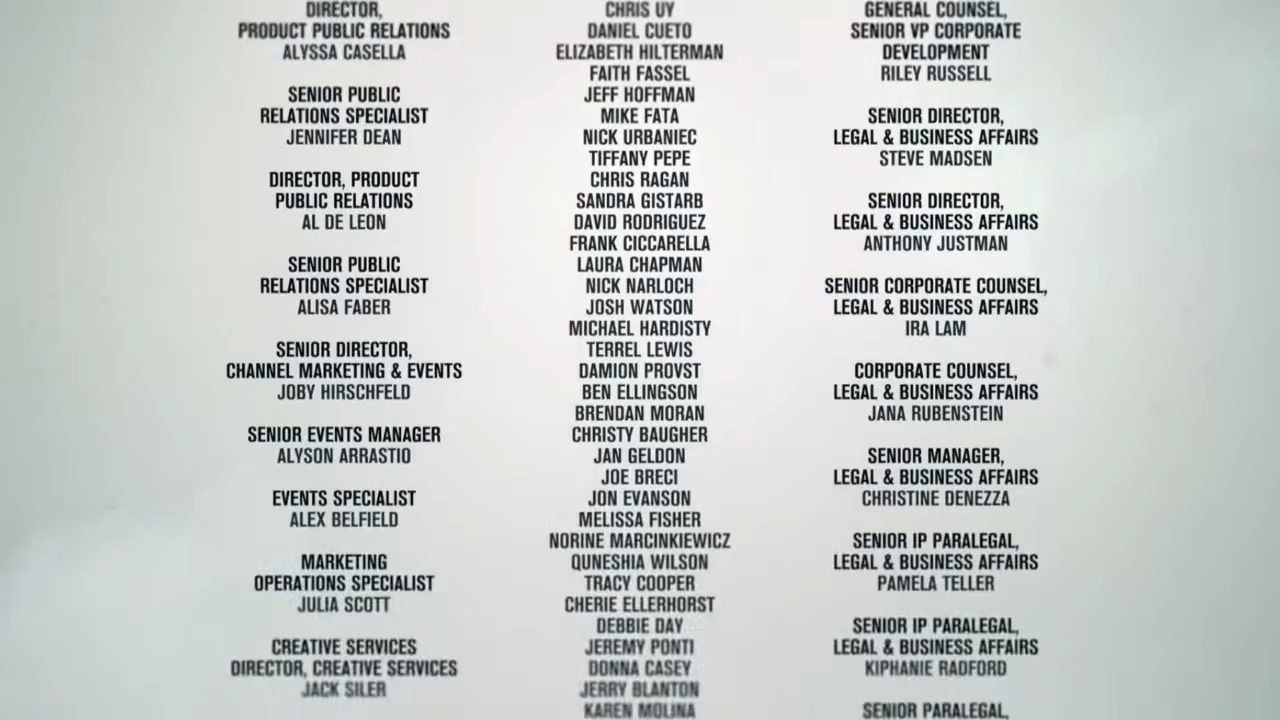 DIRECTOR,
PRODUCT PUBLIC RELATIONS
ALYSSA CASELLA
SENIOR PUBLIC
RELATIONS SPECIALIST
JENNIFER DEAN
DIRECTOR, PRODUCT
PUBLIC RELATIONS
AL DE LEON
SENIOR PUBLIC
RELATIONS SPECIALIST
ALISA FABER
SENIOR DIRECTOR,
CHANNEL MARKETING & EVENTS
JOBY HIRSCHFELD
SENIOR EVENTS MANAGER
ALYSON ARRASTIO
EVENTS SPECIALIST
ALEX BELFIELD
MARKETING
OPERATIONS SPECIALIST
JULIA SCOTT
CREATIVE SERVICES
DIRECTOR, CREATIVE SERVICES
JACK SILER
CHRIS UY
DANIEL CUETO
ELIZABETH HILTERMAN
FAITH FASSEL
JEFF HOFFMAN
MIKE FATA
NICK URBANIEC
TIFFANY PEPE
CHRIS RAGAN
SANDRA GISTARB
DAVID RODRIGUEZ
FRANK CICCARELLA
LAURA CHAPMAN
NICK NARLOCH
JOSH WATSON
MICHAEL HARDISTY
TERREL LEWIS
DAMION PROVST
BEN ELLINGSON
BRENDAN MORAN
CHRISTY BAUGHER
JAN GELDON
JOE BRECI
JON EVANSON
MELISSA FISHER
NORINE MARCINKIEWICZ
QUNESHIA WILSON
TRACY COOPER
CHERIE ELLERHORST
DEBBIE DAY
JEREMY PONTI
DONNA CASEY
JERRY BLANTON
KAREN MOLINA
GENERAL COUNSEL,
SENIOR VP CORPORATE
DEVELOPMENT
RILEY RUSSELL
SENIOR DIRECTOR,
LEGAL & BUSINESS AFFAIRS
STEVE MADSEN
SENIOR DIRECTOR,
LEGAL & BUSINESS AFFAIRS
ANTHONY JUSTMAN
SENIOR CORPORATE COUNSEL,
LEGAL & BUSINESS AFFAIRS
IRA LAM
CORPORATE COUNSEL,
LEGAL & BUSINESS AFFAIRS
JANA RUBENSTEIN
SENIOR MANAGER,
LEGAL & BUSINESS AFFAIRS
CHRISTINE DENEZZA
SENIOR IP PARALEGAL,
LEGAL & BUSINESS AFFAIRS
PAMELA TELLER
SENIOR IP PARALEGAL,
LEGAL & BUSINESS AFFAIRS
KIPHANIE RADFORD
SENIOR PARALEGAL,